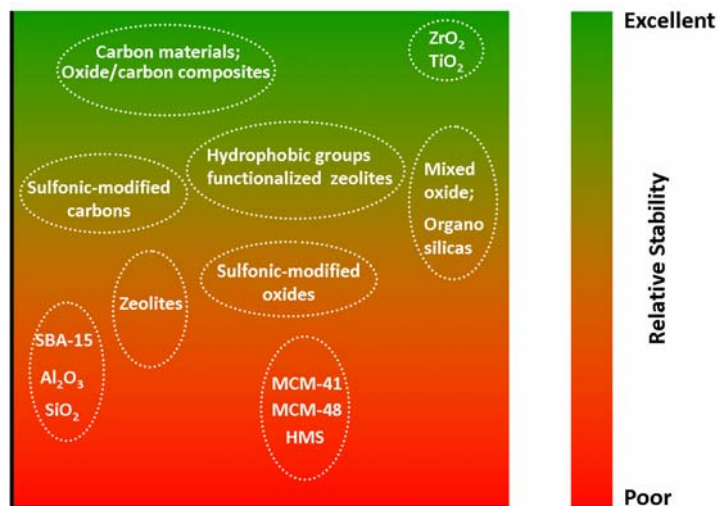 Carbon materials;
Oxide/carbon composites
ZrO₂
TiO₂
Hydrophobic groups
functionalized zeolites
Sulfonic-modified
carbons
Mixed
oxide;
Organo
silicas
Sulfonic-modified
oxides
Zeolites
SBA-15
Al₂O₃
SiO₂
MCM-41
MCM-48
HMS
Excellent
Relative Stability
Poor